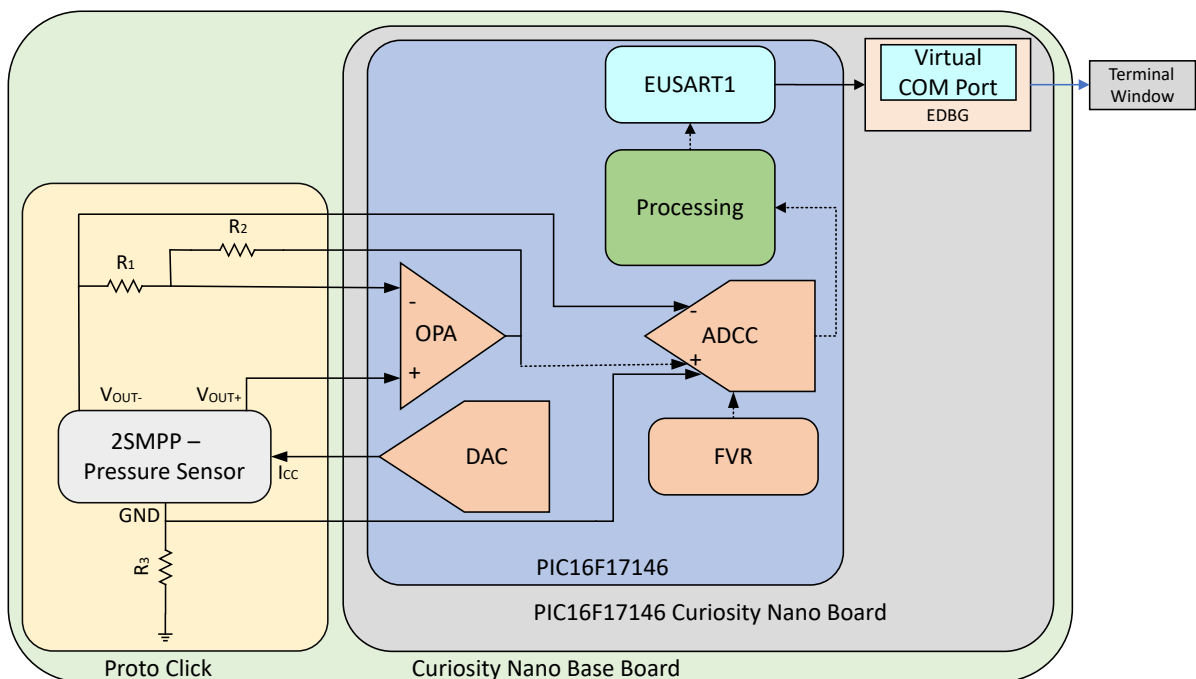 Virtual
COM Port
EDBG
Terminal
Window
EUSART1
Processing
R2
R1
-
OPA
+
-
ADCC
+
VOUT-
VOUT+
2SMPP –
Pressure Sensor
ICC
DAC
FVR
GND
R3
PIC16F17146
PIC16F17146 Curiosity Nano Board
Proto Click
Curiosity Nano Base Board